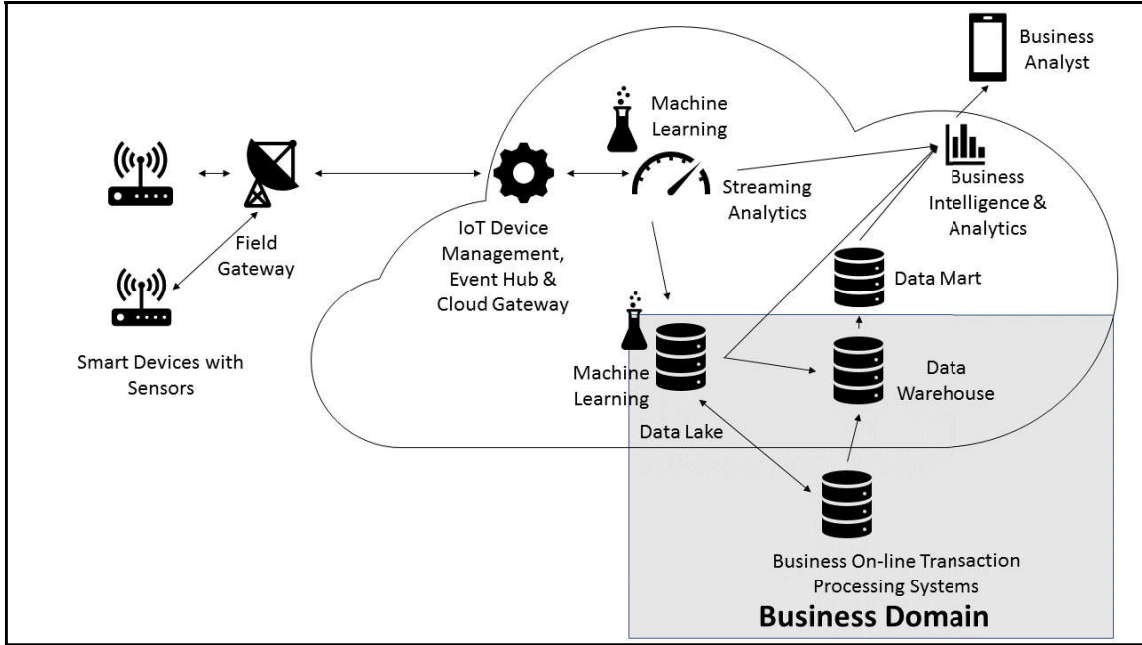 Business
Analyst
Machine
Learning
Streaming
Analytics
Business
Intelligence &
Analytics
Field
Gateway
IoT Device
Management,
Event Hub &
Cloud Gateway
Data Mart
Smart Devices with
Sensors
Machine
Learning
Data
Warehouse
Data Lake
Business On-line Transaction
Processing Systems
Business Domain